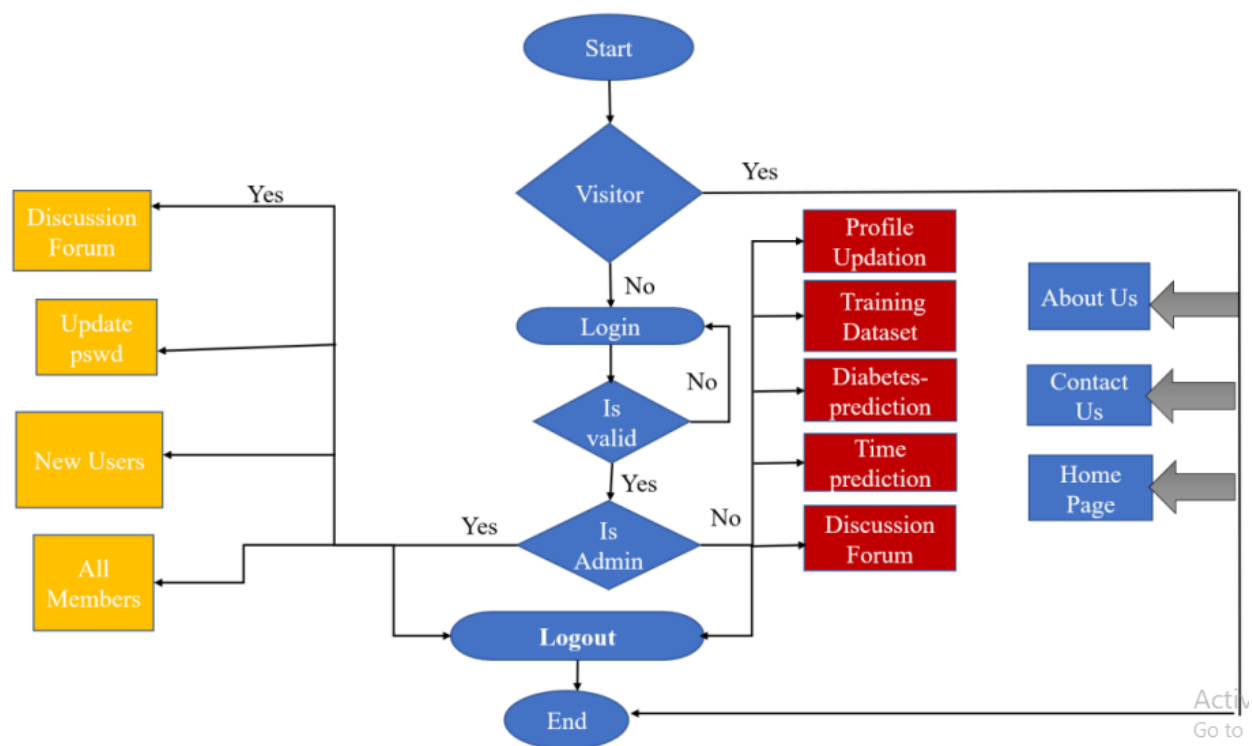 Start
Visitor
Yes
Yes
Discussion
Forum
Profile
Updation
No
About Us
Update
pswd
Login
Training
Dataset
No
Diabetes-
prediction
Contact
Us
Is
valid
New Users
Time
prediction
Home
Page
Yes
Yes
Is
Admin
No
Discussion
Forum
All
Members
Logout
End
Go to